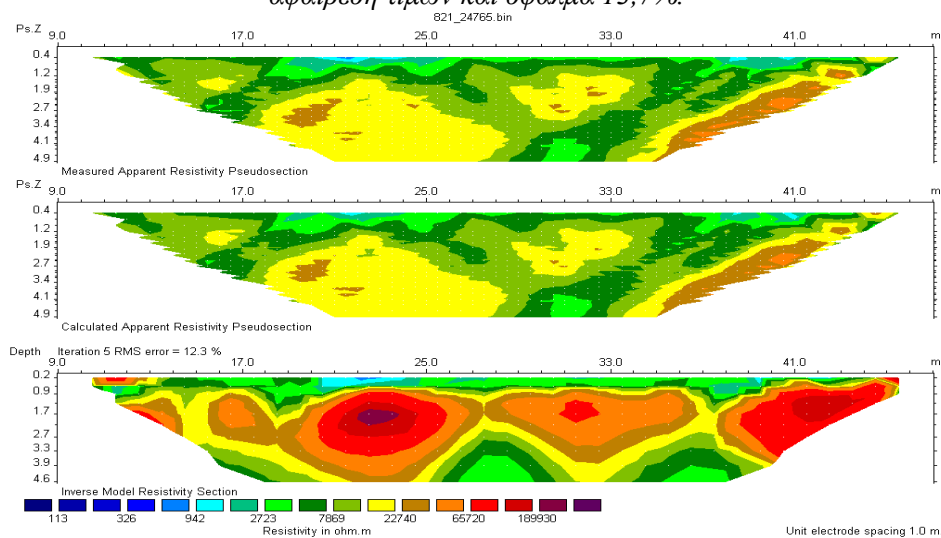 αφαίρεση τιμών και σφάλμα 13,7%.
821_24765.bin
Ps.Z 9.0 17.0 25.0 33.0 41.0 m
0.4
1.2
1.9
2.7
3.4
4.1
4.9
Measured Apparent Resistivity Pseudosection
Ps.Z 9.0 17.0 25.0 33.0 41.0 m
0.4
1.2
1.9
2.7
3.4
4.1
4.9
Calculated Apparent Resistivity Pseudosection
Depth Iteration 5 RMS error = 12.3 %
9.0 17.0 25.0 33.0 41.0 m
0.2
0.9
1.7
2.7
3.3
3.9
4.6
Inverse Model Resistivity Section
113 326 942 2723 7869 22740 65720 189930
Resistivity in ohm.m Unit electrode spacing 1.0 m